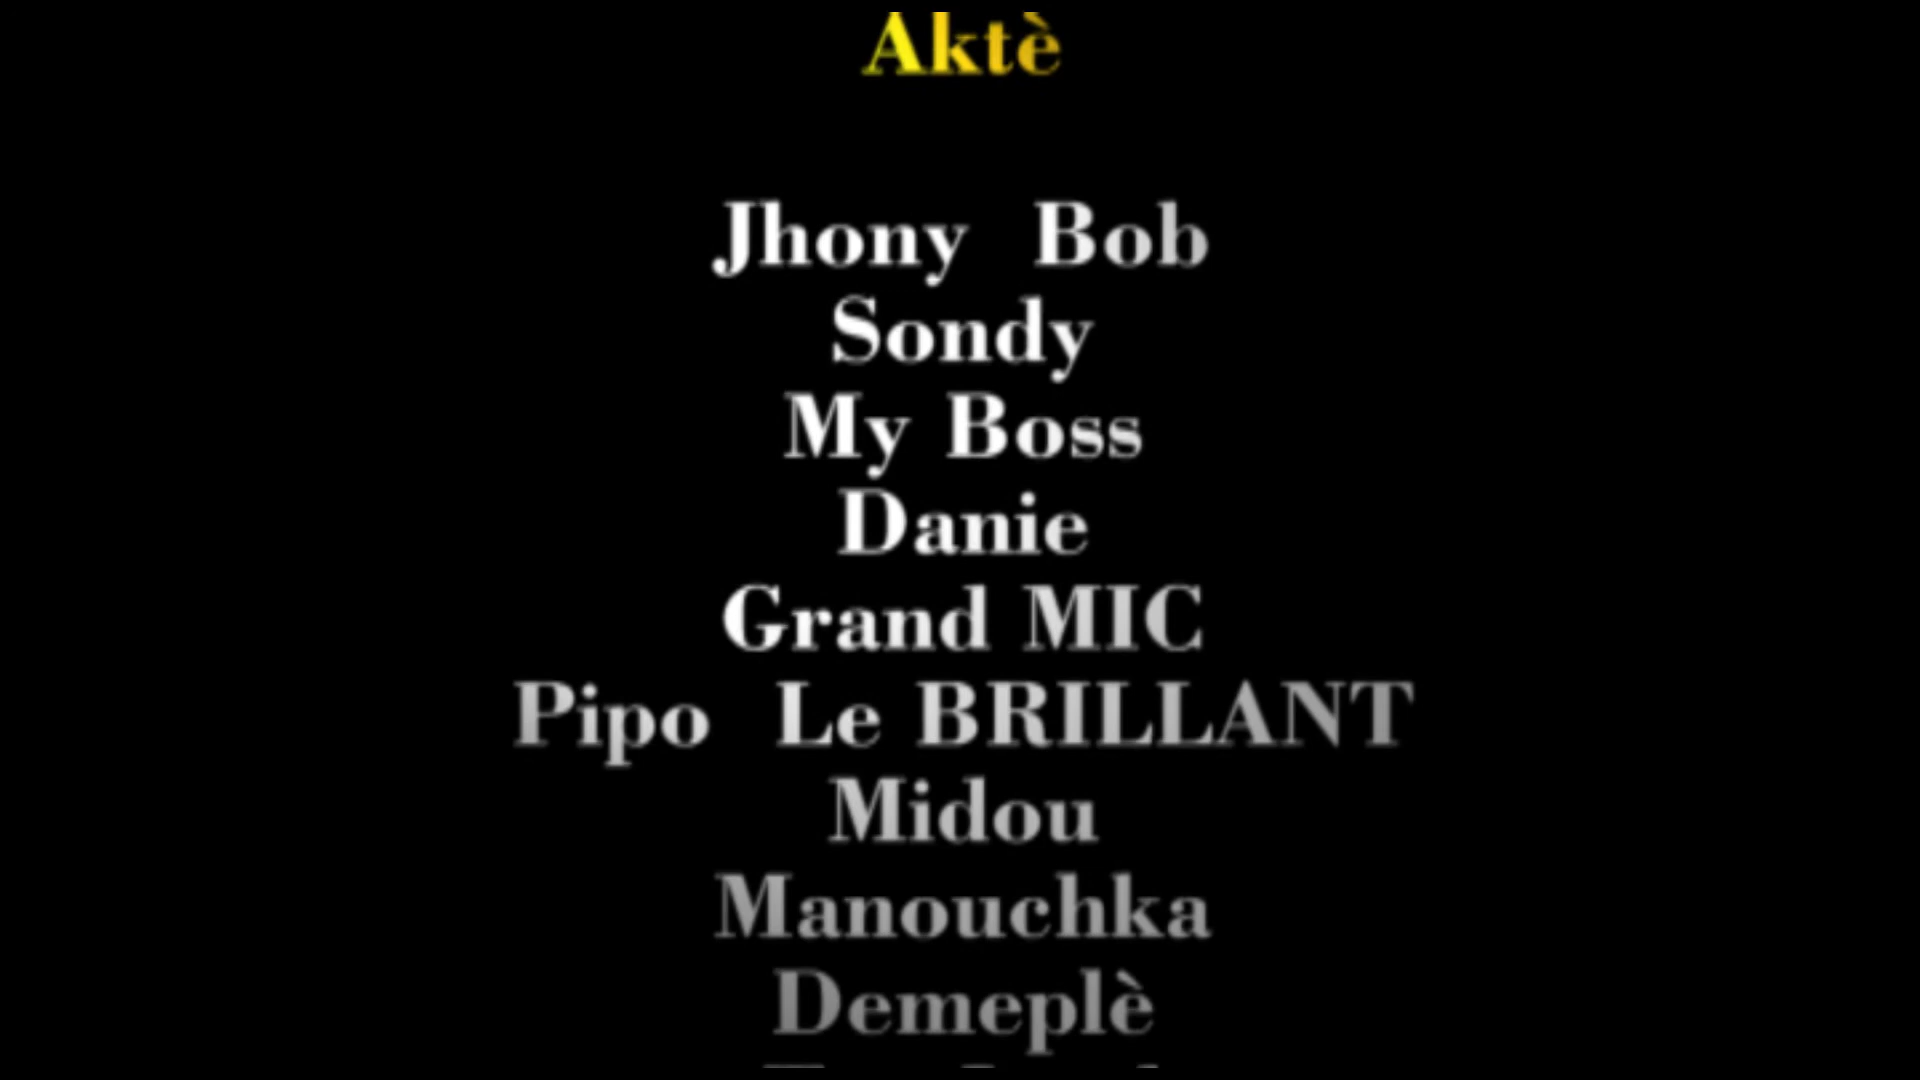 Aktè
Jhony Bob
Sondy
My Boss
Danie
Grand MIC
Pipo Le BRILLANT
Midou
Manouchka
Demeplè